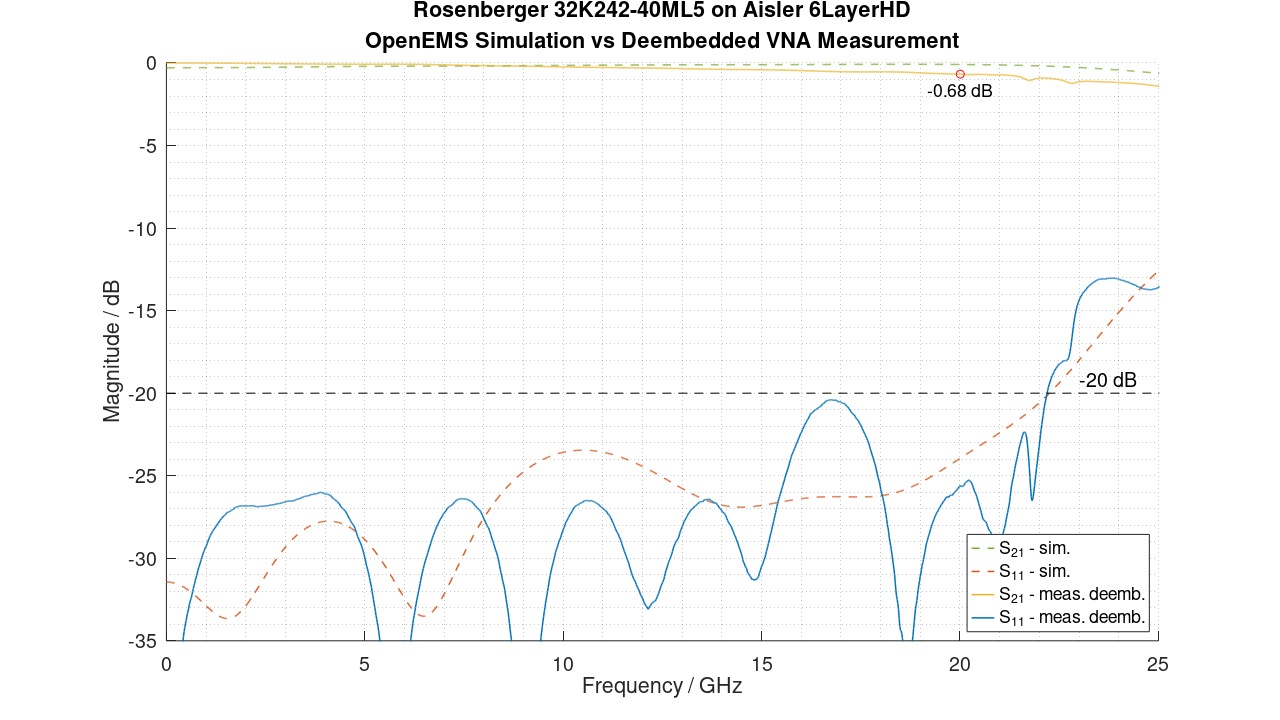 Rosenberger 32K242-40ML5 on Aisler 6LayerHD
OpenEMS Simulation vs Deembedded VNA Measurement
0
-5
-10
-15
-20
-25
-30
-35
Magnitude / dB
-0.68 dB
-20 dB
S21 - sim.
S11 - sim.
S21 - meas. deemb.
S11 - meas. deemb.
0 5 10 15 20 25
Frequency / GHz